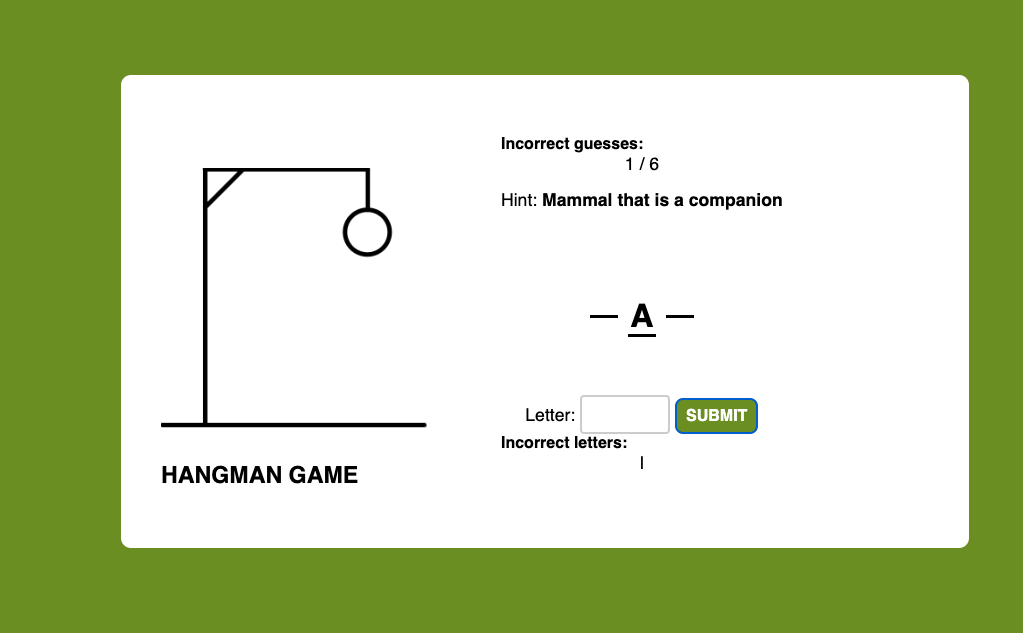 Incorrect guesses:
1 / 6
Hint: Mammal that is a companion
_ A _
Letter:
SUBMIT
Incorrect letters:
I
HANGMAN GAME